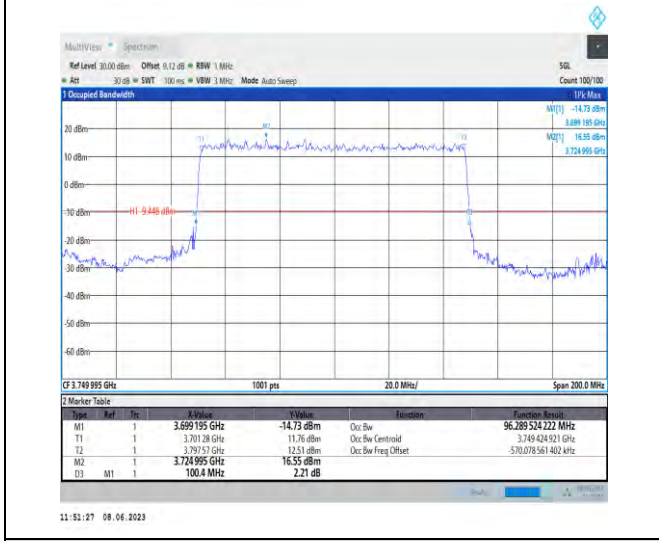 MultiView Spectrum
Ref Level 30.00 dBm Offset 9.12 dB RBW 1 MHz SGL
Att 30 dB SWT 100 ms VBW 3 MHz Mode Auto Sweep Count 100/100
1 Occupied Bandwidth 1Pk Max
M1[1] -14.73 dBm
3.699 195 GHz
M2[1] 16.55 dBm
3.724 995 GHz
20 dBm
10 dBm
0 dBm
-10 dBm
H1 -9.448 dBm
-20 dBm
-30 dBm
-40 dBm
-50 dBm
-60 dBm
CF 3.749 995 GHz 1001 pts 20.0 MHz/ Span 200.0 MHz
2 Marker Table
Type Ref Trc X-Value Y-Value Function Function Result
M1 1 3.699 195 GHz -14.73 dBm Occ Bw 96.289 524 222 MHz
T1 1 3.701 28 GHz 11.76 dBm Occ Bw Centroid 3.749 424 921 GHz
T2 1 3.797 57 GHz 12.51 dBm Occ Bw Freq Offset -570.078 561 402 kHz
M2 1 3.724 995 GHz 16.55 dBm
D3 M1 1 100.4 MHz 2.21 dB
11:51:27 08.06.2023